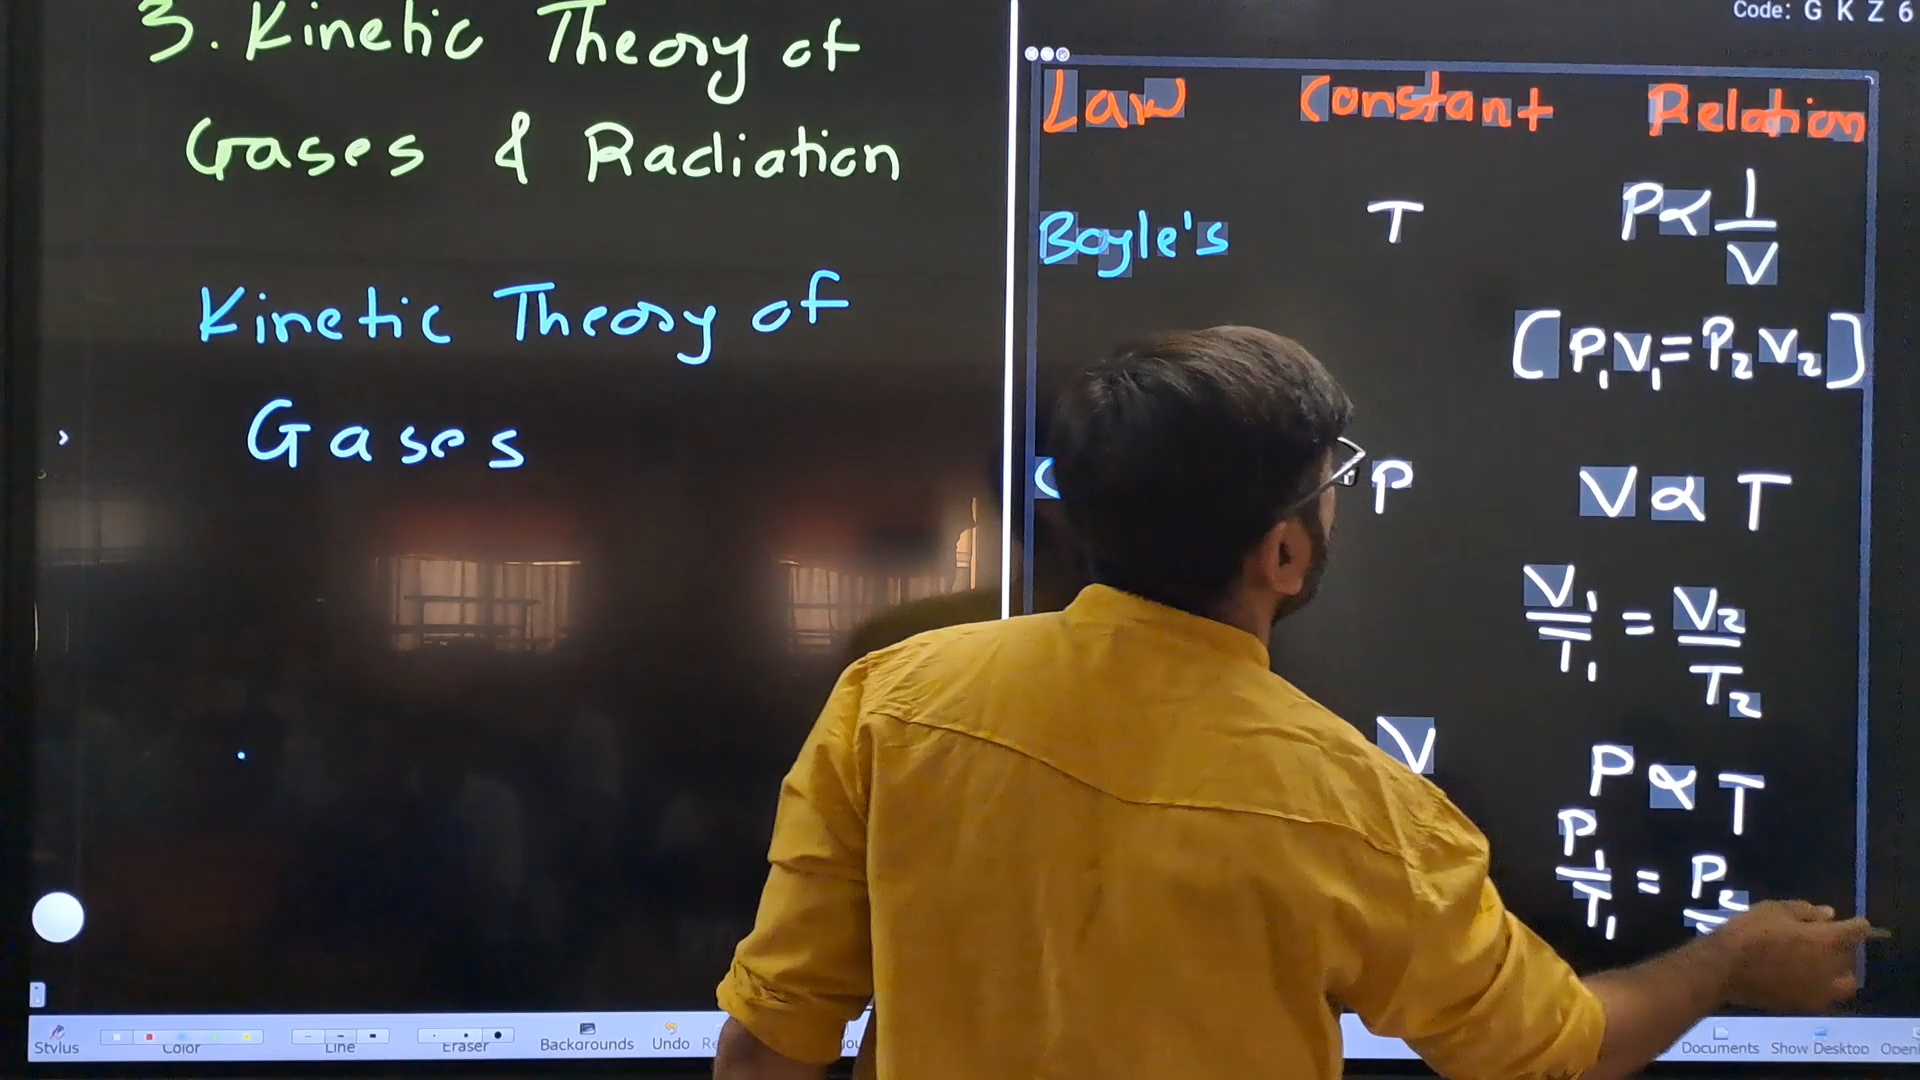 3. Kinetic Theory of
Gases & Radiation
Kinetic Theory of
Gases
Code: G K Z 6
Law Constant Relation
Boyle's T P ∝ 1/V
[P₁V₁ = P₂V₂]
P V ∝ T
V₁/T₁ = V₂/T₂
V P ∝ T
P₁/T₁ = P₂
Stylus Color Line Eraser Backgrounds Undo Documents Show Desktop